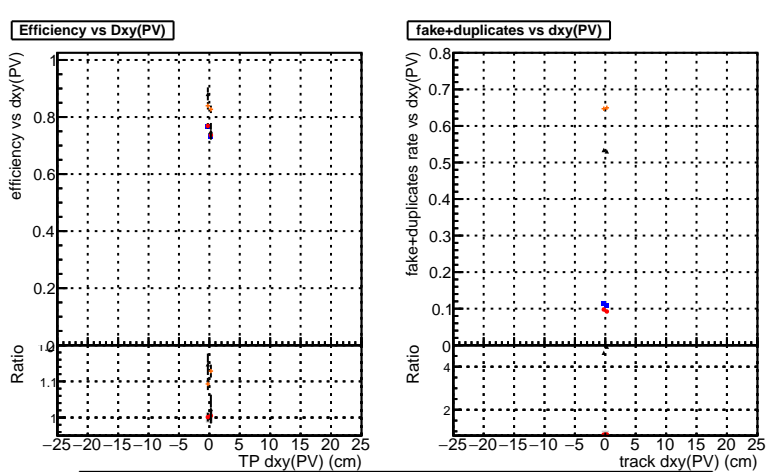 Efficiency vs Dxy(PV)
efficiency vs dxy(PV)
1
0.8
0.6
0.4
0.2
0
Ratio
1.1
1
−25 −20 −15 −10 −5 0 5 10 15 20 25
TP dxy(PV) (cm)
fake+duplicates vs dxy(PV)
fake+duplicates rate vs dxy(PV)
0.8
0.7
0.6
0.5
0.4
0.3
0.2
0.1
0
Ratio
4
2
−25 −20 −15 −10 −5 0 5 10 15 20 25
track dxy(PV) (cm)